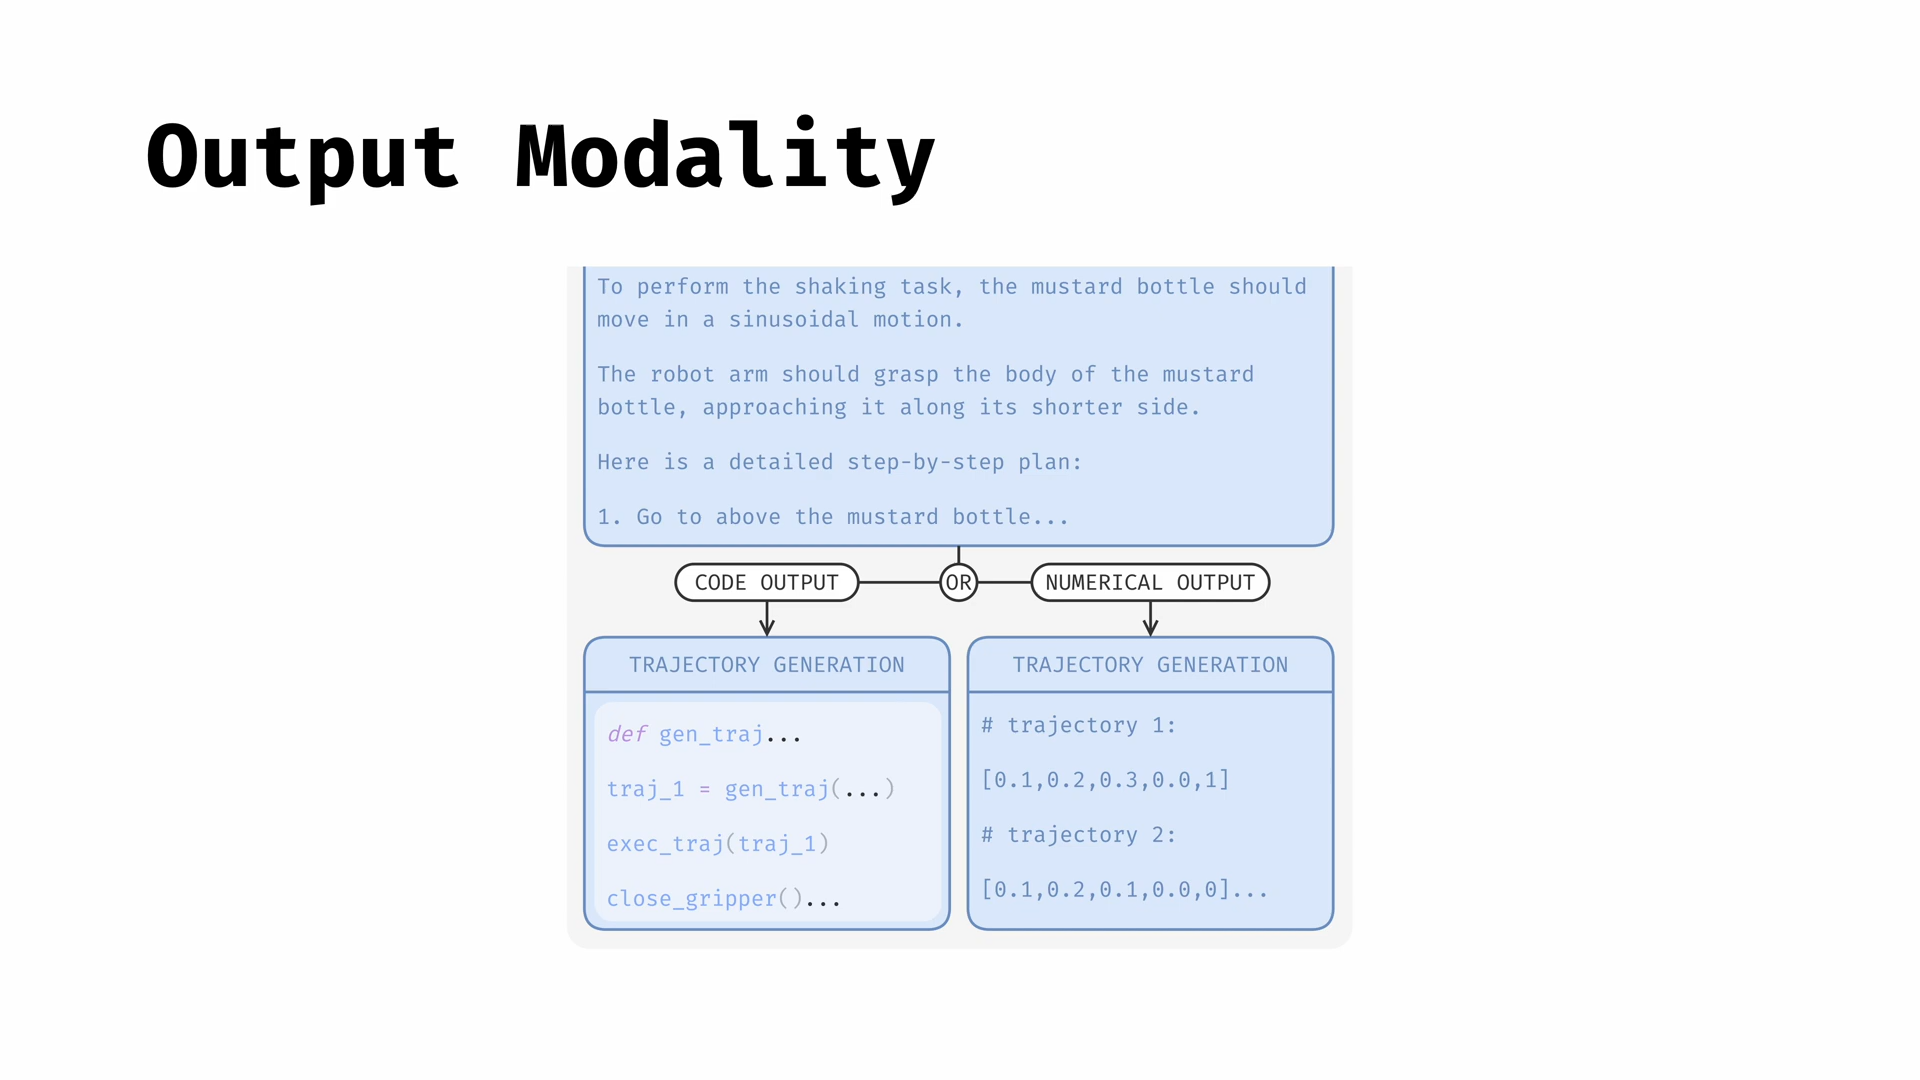 Output Modality
To perform the shaking task, the mustard bottle should
move in a sinusoidal motion.
The robot arm should grasp the body of the mustard
bottle, approaching it along its shorter side.
Here is a detailed step-by-step plan:
1. Go to above the mustard bottle...
CODE OUTPUT
OR
NUMERICAL OUTPUT
TRAJECTORY GENERATION
def gen_traj...
traj_1 = gen_traj(...)
exec_traj(traj_1)
close_gripper()...
TRAJECTORY GENERATION
# trajectory 1:
[0.1,0.2,0.3,0.0,1]
# trajectory 2:
[0.1,0.2,0.1,0.0,0]...